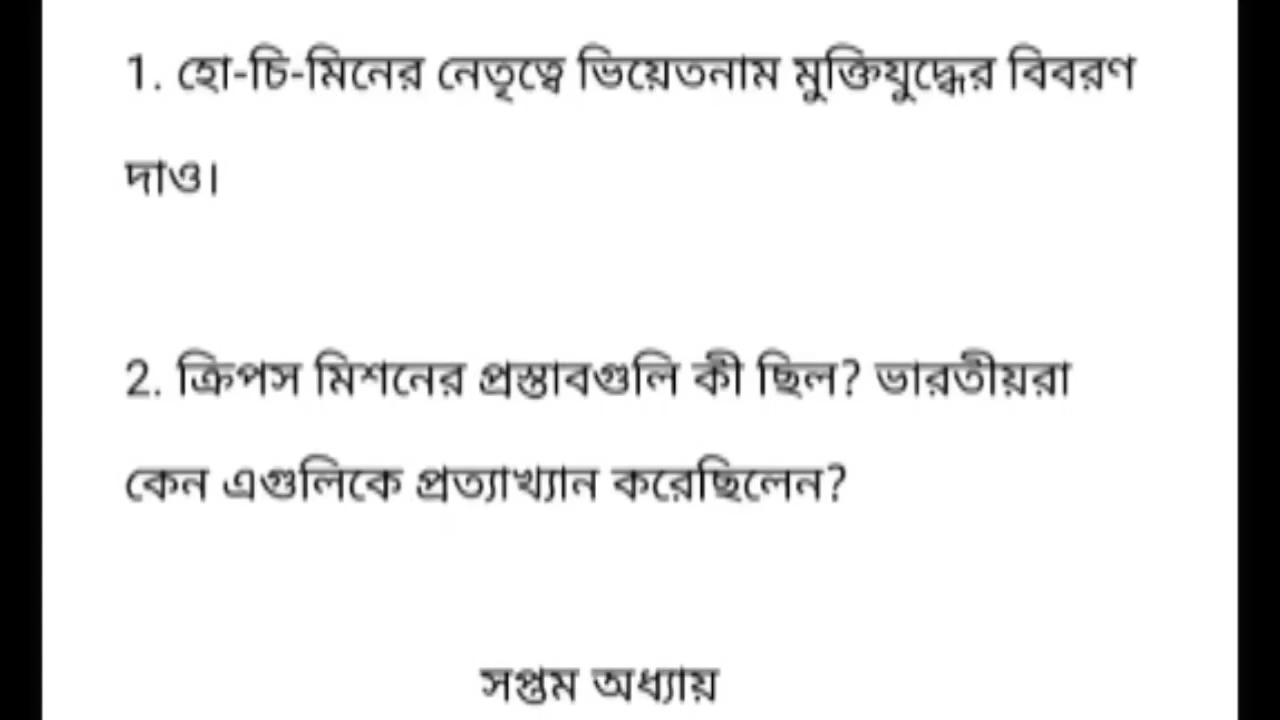 1. হো-চি-মিনের নেতৃত্বে ভিয়েতনাম মুক্তিযুদ্ধের বিবরণ
দাও।
2. ক্রিপস মিশনের প্রস্তাবগুলি কী ছিল? ভারতীয়রা
কেন এগুলিকে প্রত্যাখ্যান করেছিলেন?
সপ্তম অধ্যায়